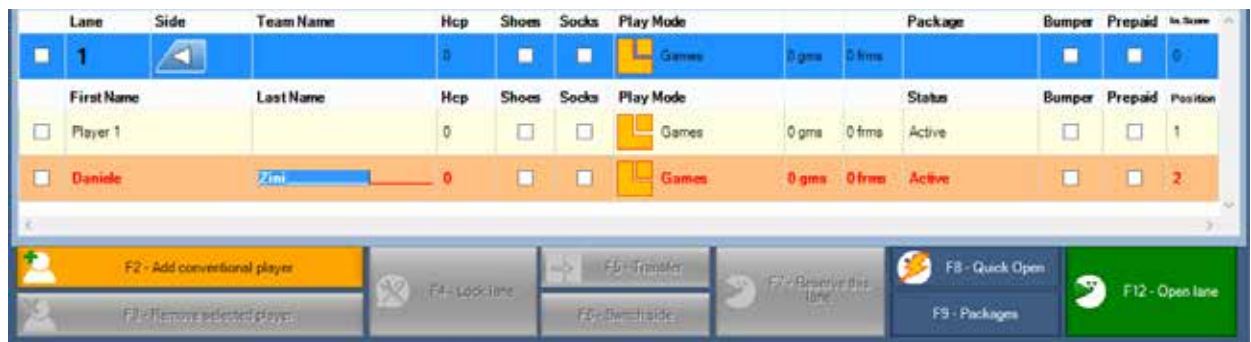 Lane Side Team Name Hcp Shoes Socks Play Mode Package Bumper Prepaid In. Score
1 0 Games 0 gms 0 frms 0
First Name Last Name Hcp Shoes Socks Play Mode Status Bumper Prepaid Position
Player 1 0 Games 0 gms 0 frms Active 1
Daniele Zini 0 Games 0 gms 0 frms Active 2
F2 - Add conventional player
F3 - Remove selected player
F4 - Lock lane
F5 - Transfer
F6 - Switch side
F7 - Reserve this
lane
F8 - Quick Open
F9 - Packages
F12 - Open lane